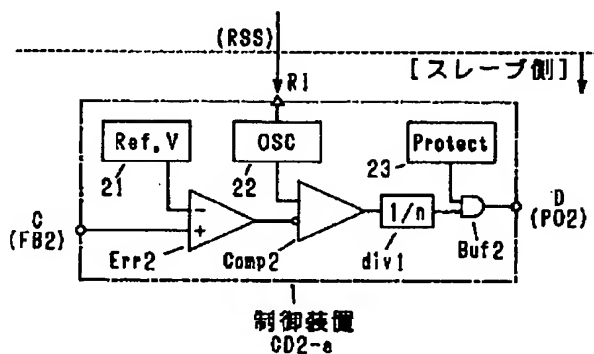 (RSS)
[スレーブ側]
R1
Ref.V
OSC
Protect
21
22
23
C
(FB2)
-
+
1/n
D
(PO2)
Err2
Comp2
div1
Buf2
制御装置
CD2-a